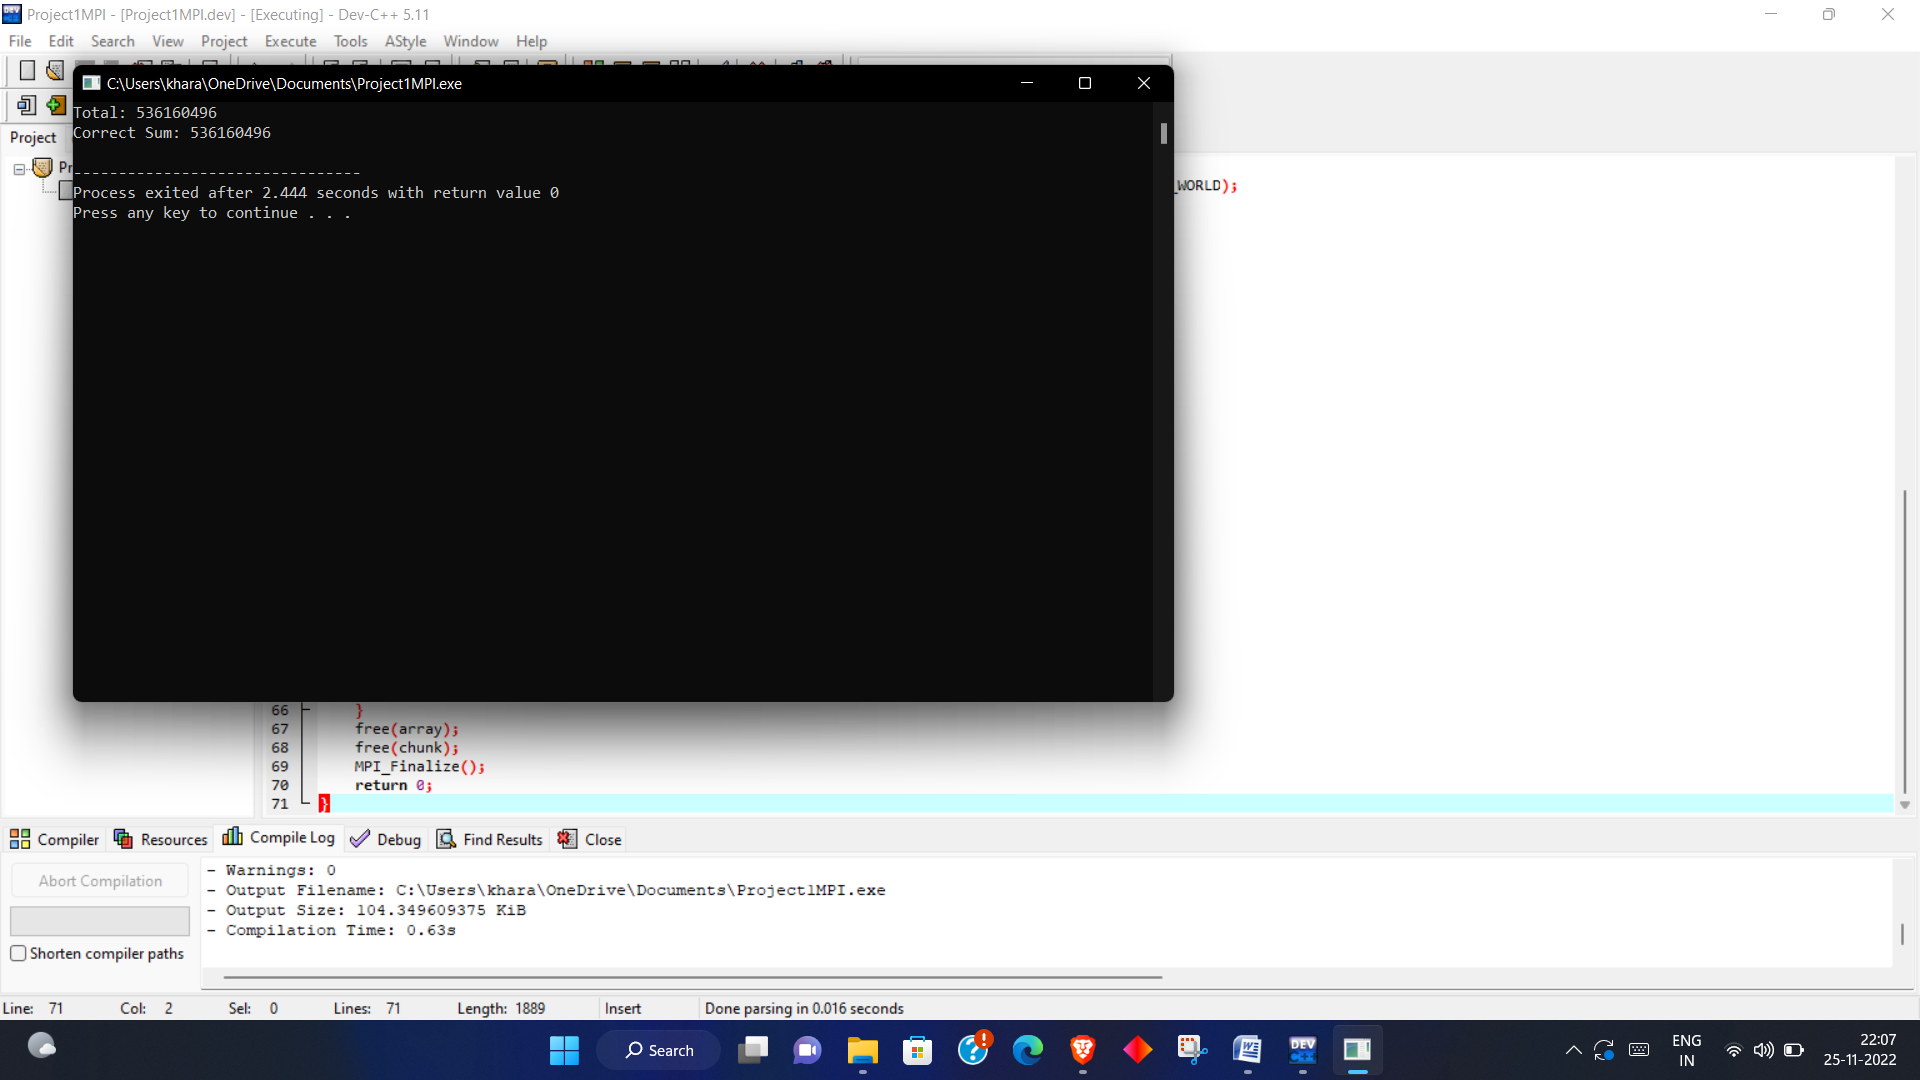 Project1MPI - [Project1MPI.dev] - [Executing] - Dev-C++ 5.11
File Edit Search View Project Execute Tools AStyle Window Help
C:\Users\khara\OneDrive\Documents\Project1MPI.exe
Total: 536160496
Correct Sum: 536160496
--------------------------------
Process exited after 2.444 seconds with return value 0
Press any key to continue . . .
Project
Pr
_WORLD);
66 }
67 free(array);
68 free(chunk);
69 MPI_Finalize();
70 return 0;
71 }
Compiler Resources Compile Log Debug Find Results Close
Abort Compilation
Shorten compiler paths
- Warnings: 0
- Output Filename: C:\Users\khara\OneDrive\Documents\Project1MPI.exe
- Output Size: 104.349609375 KiB
- Compilation Time: 0.63s
Line: 71 Col: 2 Sel: 0 Lines: 71 Length: 1889 Insert Done parsing in 0.016 seconds
Search
DEV
ENG
IN
22:07
25-11-2022